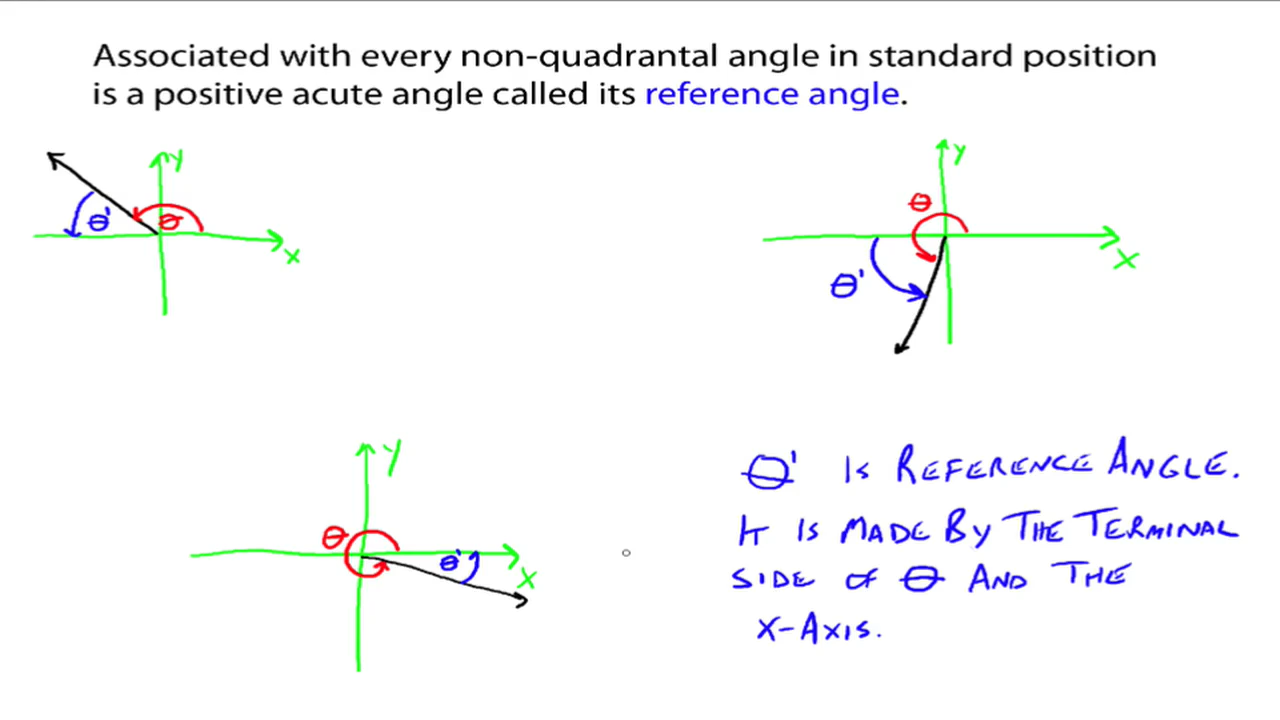 Associated with every non-quadrantal angle in standard position
is a positive acute angle called its reference angle.
y
θ'
θ
x
θ
y
θ'
x
y
θ
θ'
x
θ' IS REFERENCE ANGLE.
IT IS MADE BY THE TERMINAL
SIDE OF θ AND THE
X-AXIS.